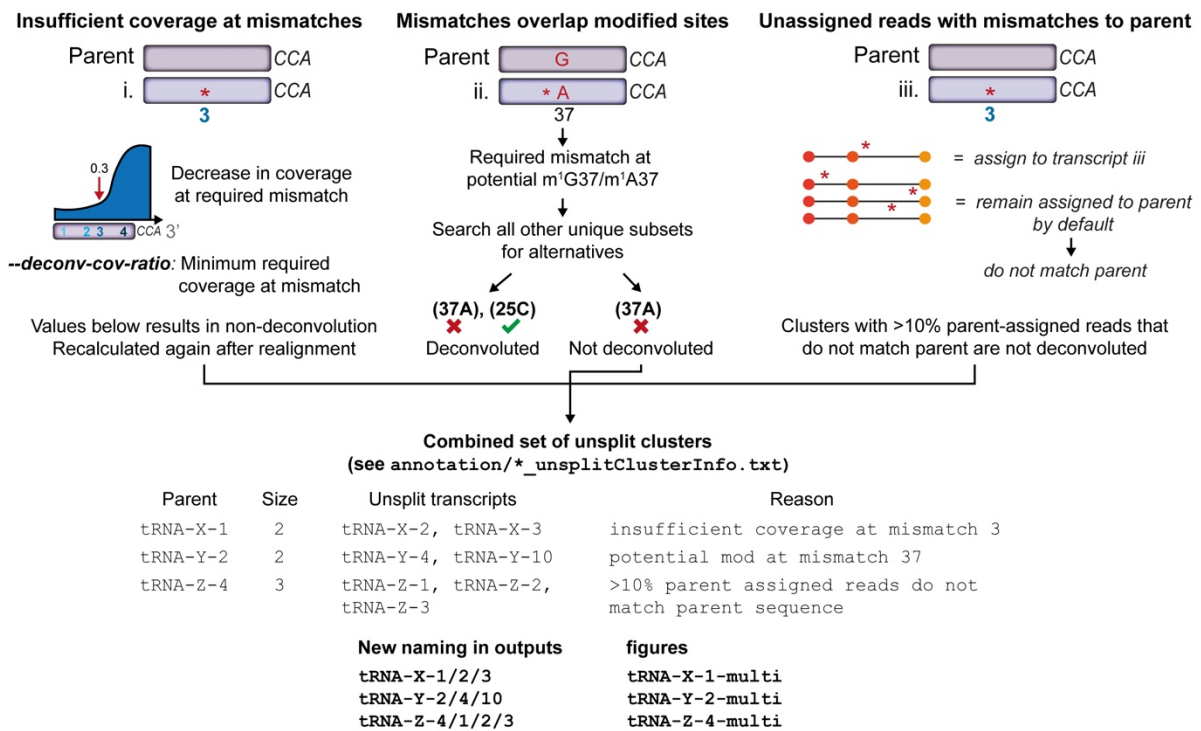 Insufficient coverage at mismatches
Parent
CCA
i.
*
CCA
3
0.3
Decrease in coverage
at required mismatch
1 2 3 4 CCA 3'
--deconv-cov-ratio: Minimum required
coverage at mismatch
Values below results in non-deconvolution
Recalculated again after realignment
Mismatches overlap modified sites
Parent
G
CCA
ii.
* A
CCA
37
Required mismatch at
potential m¹G37/m¹A37
Search all other unique subsets
for alternatives
(37A), (25C)
Deconvoluted
(37A)
Not deconvoluted
Unassigned reads with mismatches to parent
Parent
CCA
iii.
*
CCA
3
*
= assign to transcript iii
*
*
*
= remain assigned to parent
by default
do not match parent
Clusters with >10% parent-assigned reads that
do not match parent are not deconvoluted
Combined set of unsplit clusters
(see annotation/*_unsplitClusterInfo.txt)
Parent Size Unsplit transcripts Reason
tRNA-X-1 2 tRNA-X-2, tRNA-X-3 insufficient coverage at mismatch 3
tRNA-Y-2 2 tRNA-Y-4, tRNA-Y-10 potential mod at mismatch 37
tRNA-Z-4 3 tRNA-Z-1, tRNA-Z-2, >10% parent assigned reads do not
tRNA-Z-3 match parent sequence
New naming in outputs figures
tRNA-X-1/2/3 tRNA-X-1-multi
tRNA-Y-2/4/10 tRNA-Y-2-multi
tRNA-Z-4/1/2/3 tRNA-Z-4-multi